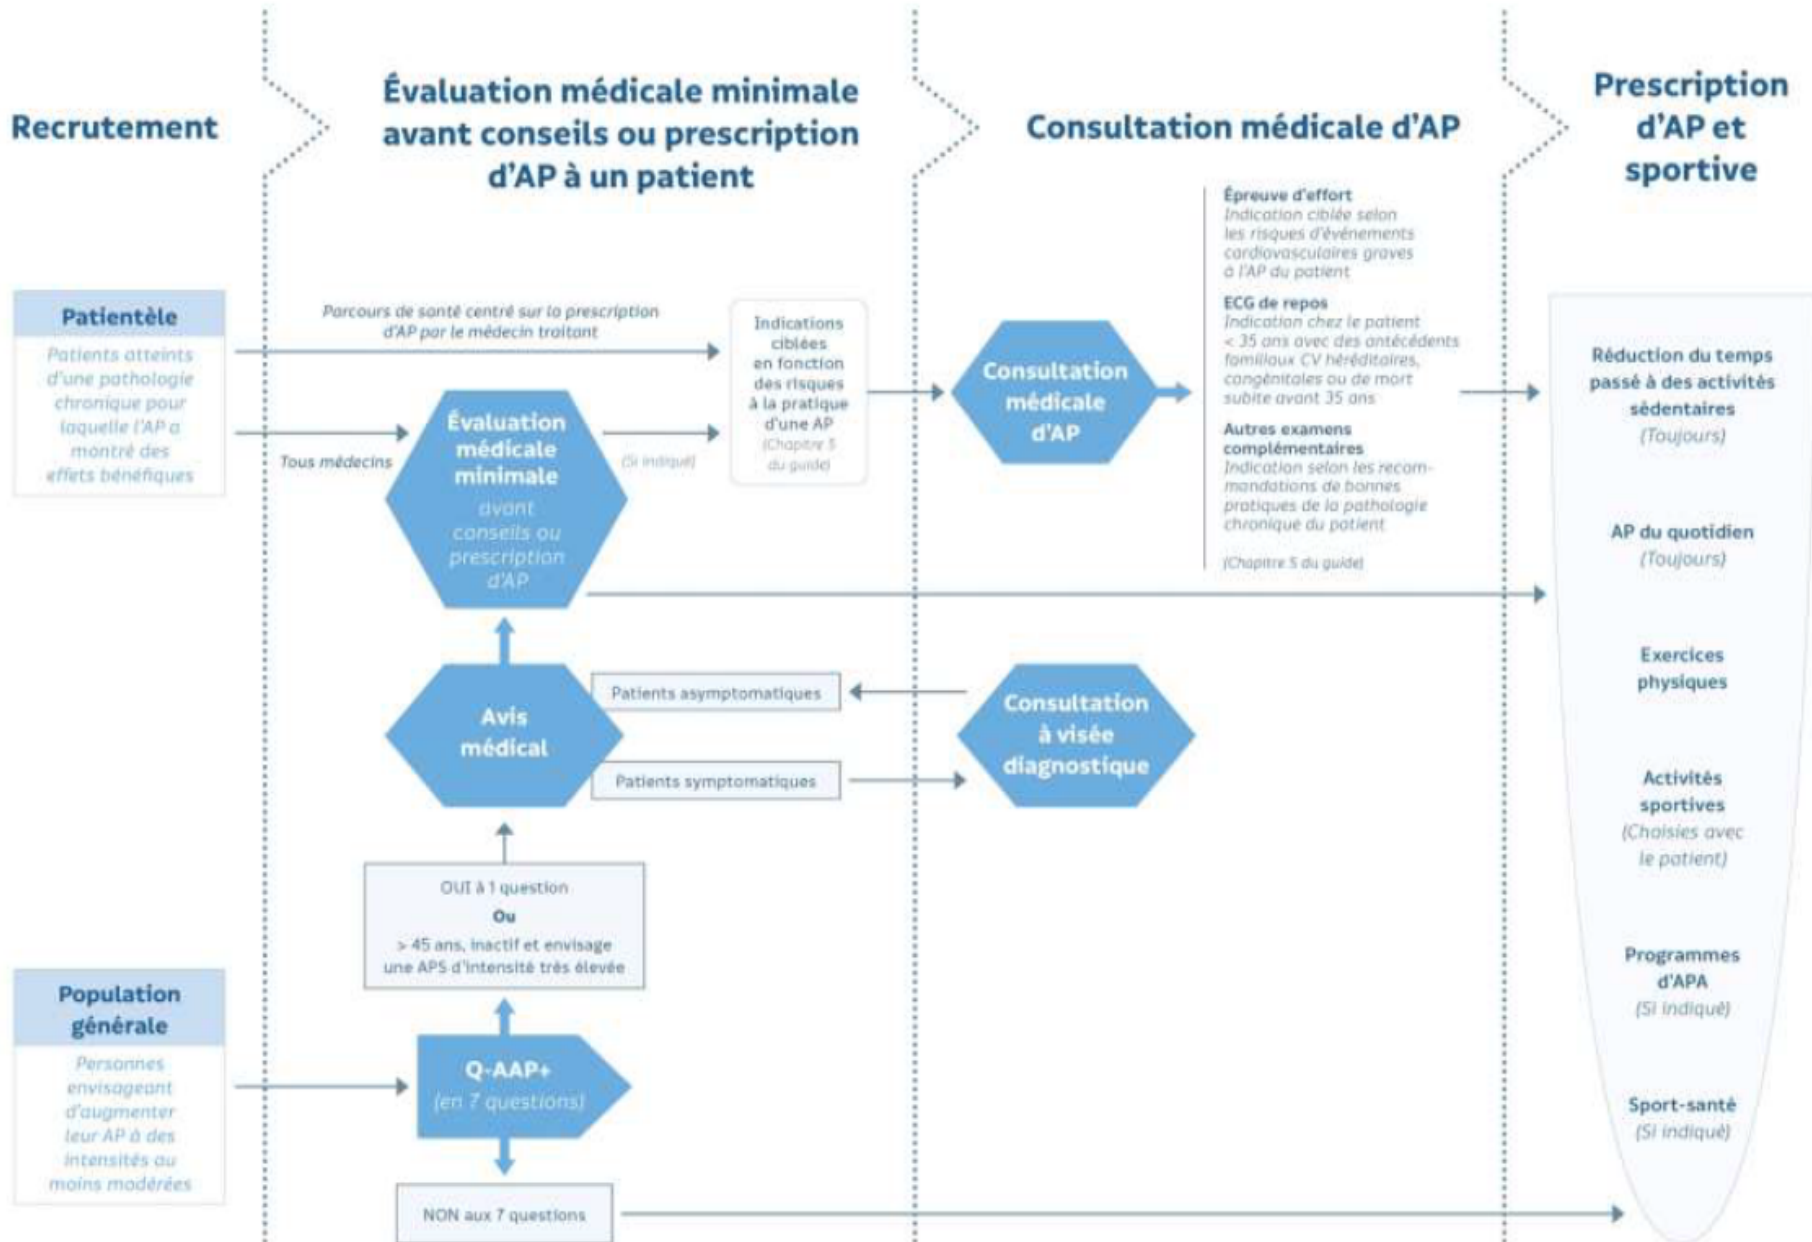 Recrutement
Évaluation médicale minimale
avant conseils ou prescription
d'AP à un patient
Consultation médicale d'AP
Prescription
d'AP et
sportive
Patientèle
Patients atteints
d'une pathologie
chronique pour
laquelle l'AP a
montré des
effets bénéfiques
Parcours de santé centré sur la prescription
d'AP par le médecin traitant
Tous médecins
Évaluation
médicale
minimale
avant
conseils ou
prescription
d'AP
(Si indiqué)
Indications
ciblées
en fonction
des risques
à la pratique
d'une AP
(Chapitre 5
du guide)
Consultation
médicale
d'AP
Épreuve d'effort
Indication ciblée selon
les risques d'événements
cardiovasculaires graves
à l'AP du patient
ECG de repos
Indication chez le patient
< 35 ans avec des antécédents
familiaux CV héréditaires,
congénitales ou de mort
subite avant 35 ans
Autres examens
complémentaires
Indication selon les recom-
mandations de bonnes
pratiques de la pathologie
chronique du patient
(Chapitre 5 du guide)
Avis
médical
Patients asymptomatiques
Patients symptomatiques
Consultation
à visée
diagnostique
OUI à 1 question
Ou
> 45 ans, inactif et envisage
une APS d'intensité très élevée
Population
générale
Personnes
envisageant
d'augmenter
leur AP à des
intensités au
moins modérées
Q-AAP+
(en 7 questions)
NON aux 7 questions
Réduction du temps
passé à des activités
sédentaires
(Toujours)
AP du quotidien
(Toujours)
Exercices
physiques
Activités
sportives
(Choisies avec
le patient)
Programmes
d'APA
(Si indiqué)
Sport-santé
(Si indiqué)